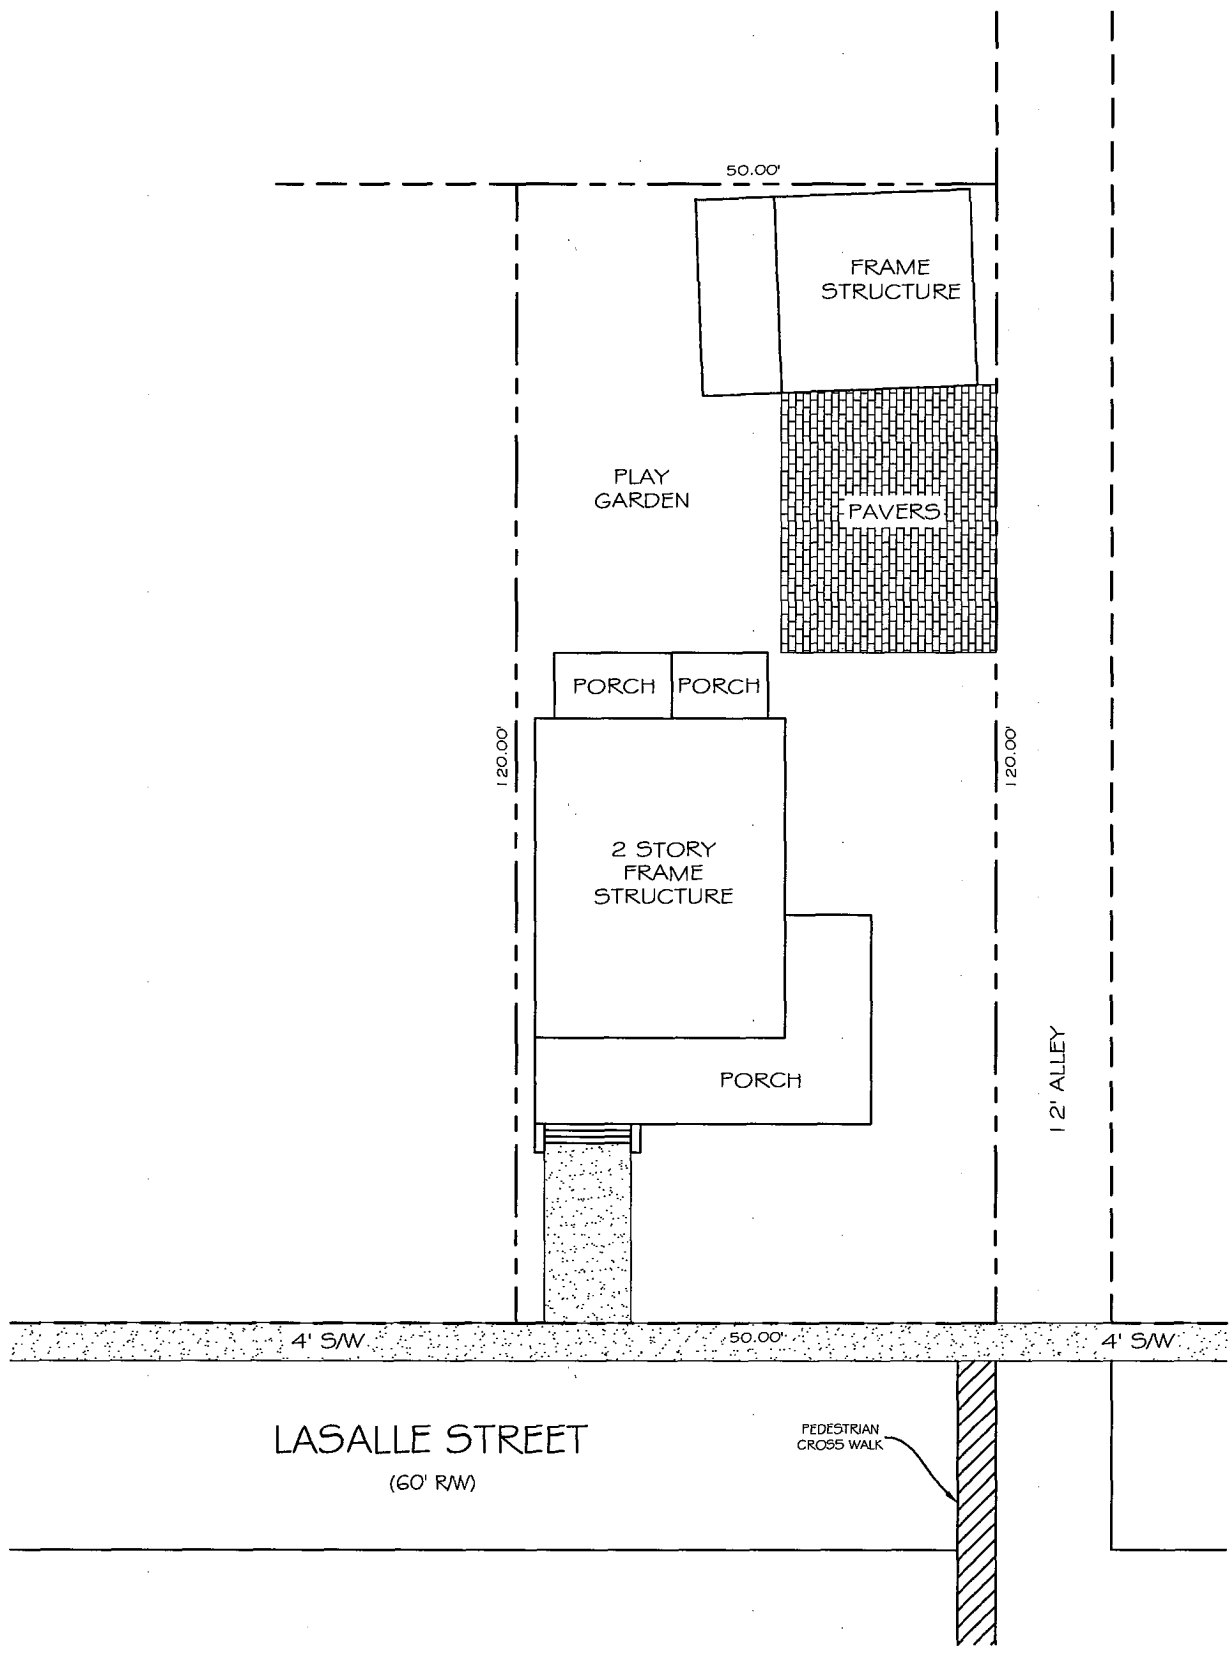 50.00'
FRAME
STRUCTURE
PLAY
GARDEN
PAVERS
PORCH
PORCH
120.00'
120.00'
2 STORY
FRAME
STRUCTURE
PORCH
12' ALLEY
4' S/W
50.00'
4' S/W
LASALLE STREET
(60' R/W)
PEDESTRIAN
CROSS WALK